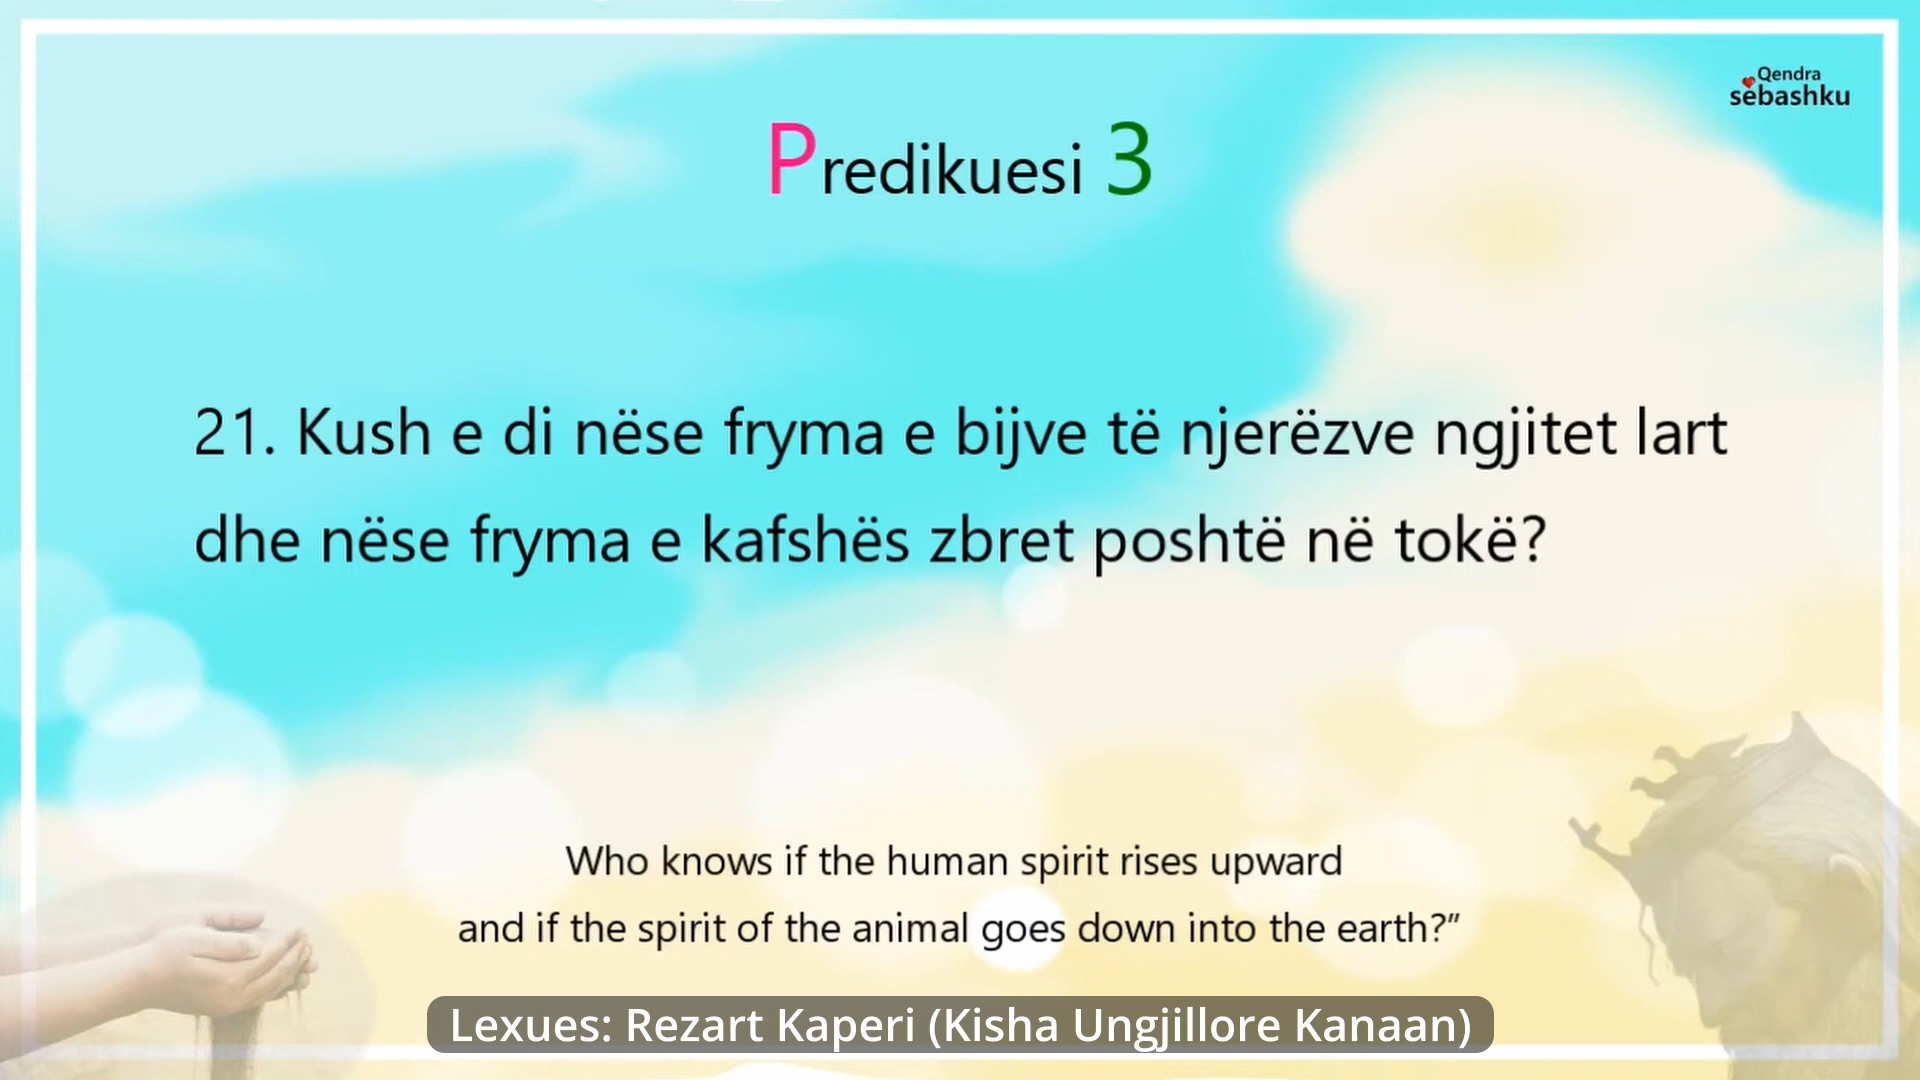 Qendra
sëbashku
Predikuesi 3
21. Kush e di nëse fryma e bijve të njerëzve ngjitet lart
dhe nëse fryma e kafshës zbret poshtë në tokë?
Who knows if the human spirit rises upward
and if the spirit of the animal goes down into the earth?”
Lexues: Rezart Kaperi (Kisha Ungjillore Kanaan)